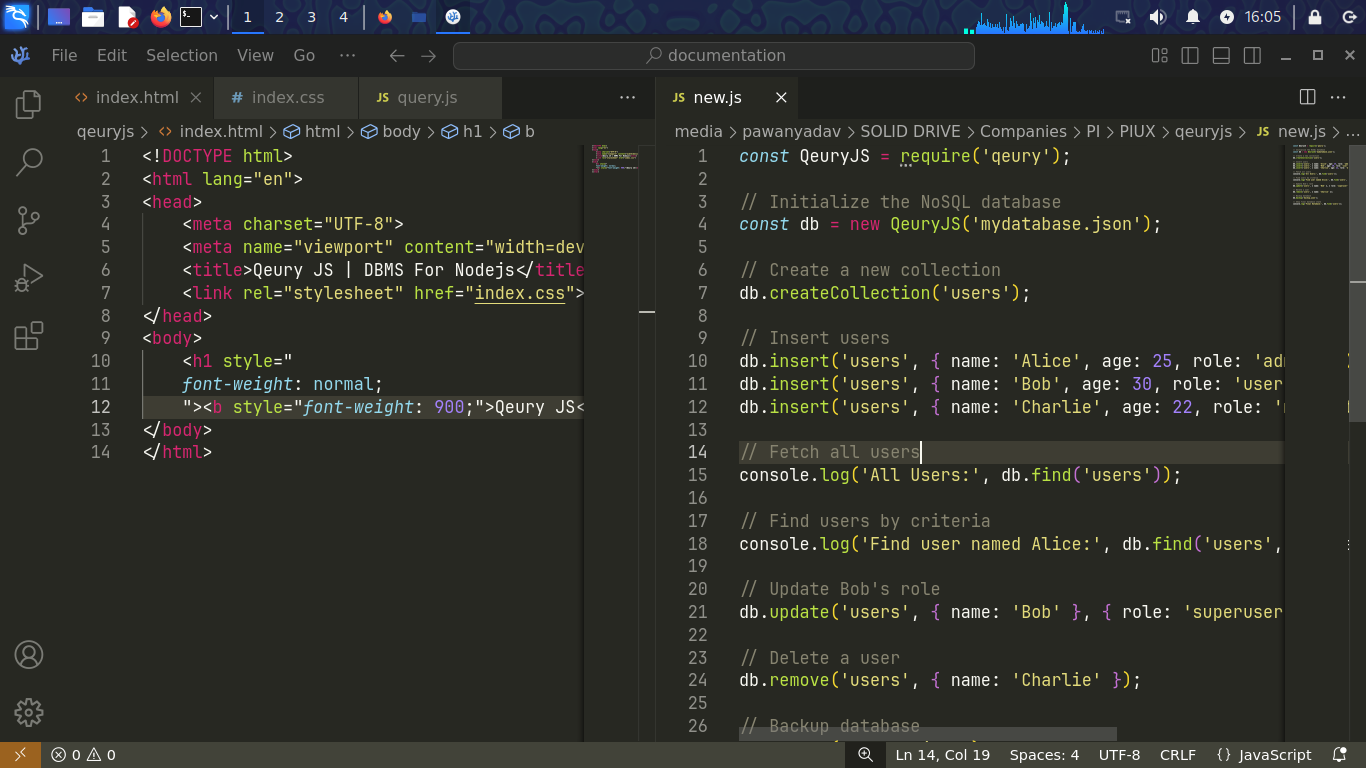 1 2 3 4 16:05
File Edit Selection View Go ··· documentation
index.html # index.css JS query.js ···
qeuryjs > index.html > html > body > h1 > b
1 <!DOCTYPE html>
2 <html lang="en">
3 <head>
4 <meta charset="UTF-8">
5 <meta name="viewport" content="width=dev
6 <title>Qeury JS | DBMS For Nodejs</title
7 <link rel="stylesheet" href="index.css">
8 </head>
9 <body>
10 <h1 style="
11 font-weight: normal;
12 "><b style="font-weight: 900;">Qeury JS<
13 </body>
14 </html>
JS new.js ···
media > pawanyadav > SOLID DRIVE > Companies > PI > PIUX > qeuryjs > JS new.js > ...
1 const QeuryJS = require('qeury');
2
3 // Initialize the NoSQL database
4 const db = new QeuryJS('mydatabase.json');
5
6 // Create a new collection
7 db.createCollection('users');
8
9 // Insert users
10 db.insert('users', { name: 'Alice', age: 25, role: 'ad
11 db.insert('users', { name: 'Bob', age: 30, role: 'user
12 db.insert('users', { name: 'Charlie', age: 22, role: '
13
14 // Fetch all users
15 console.log('All Users:', db.find('users'));
16
17 // Find users by criteria
18 console.log('Find user named Alice:', db.find('users',
19
20 // Update Bob's role
21 db.update('users', { name: 'Bob' }, { role: 'superuser
22
23 // Delete a user
24 db.remove('users', { name: 'Charlie' });
25
26 // Backup database
0 0 Ln 14, Col 19 Spaces: 4 UTF-8 CRLF {} JavaScript